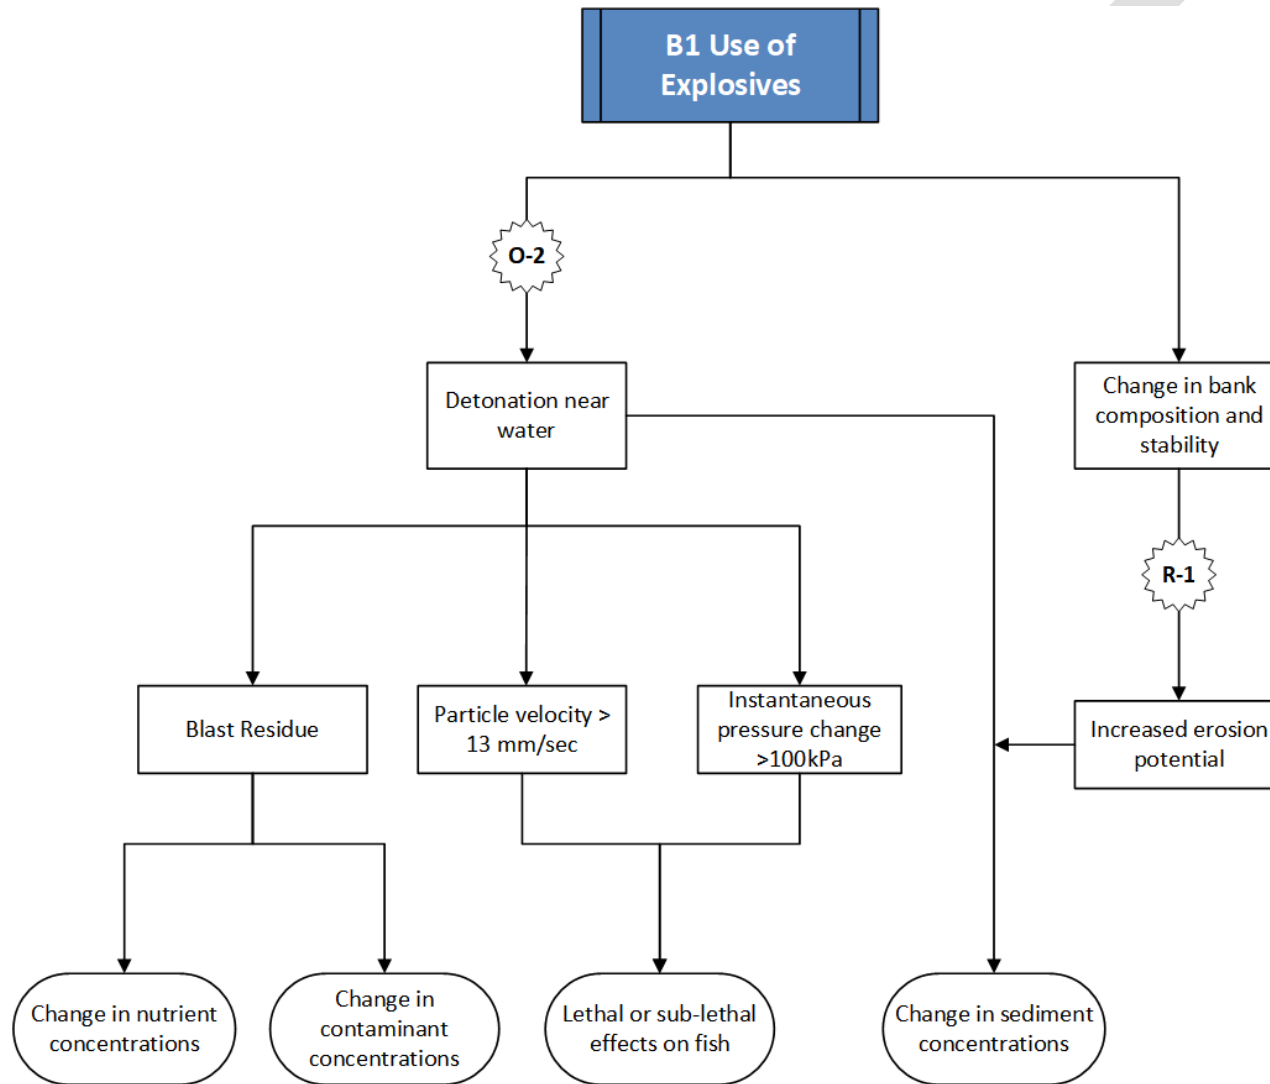 B1 Use of
Explosives
O-2
Detonation near
water
Change in bank
composition and
stability
R-1
Blast Residue
Particle velocity >
13 mm/sec
Instantaneous
pressure change
>100kPa
Increased erosion
potential
Change in nutrient
concentrations
Change in
contaminant
concentrations
Lethal or sub-lethal
effects on fish
Change in sediment
concentrations